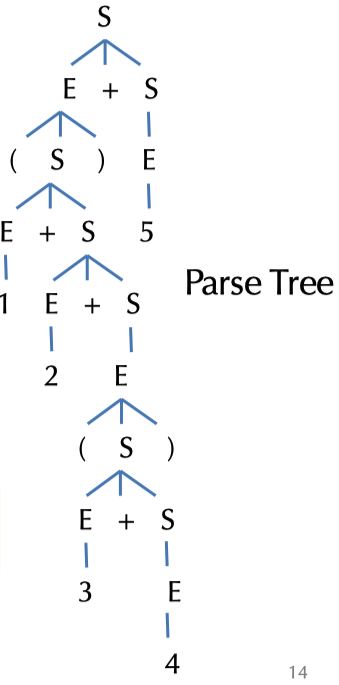 S
E + S
( S ) E
E + S 5
Parse Tree
1 E + S
2 E
( S )
E + S
3 E
4
14